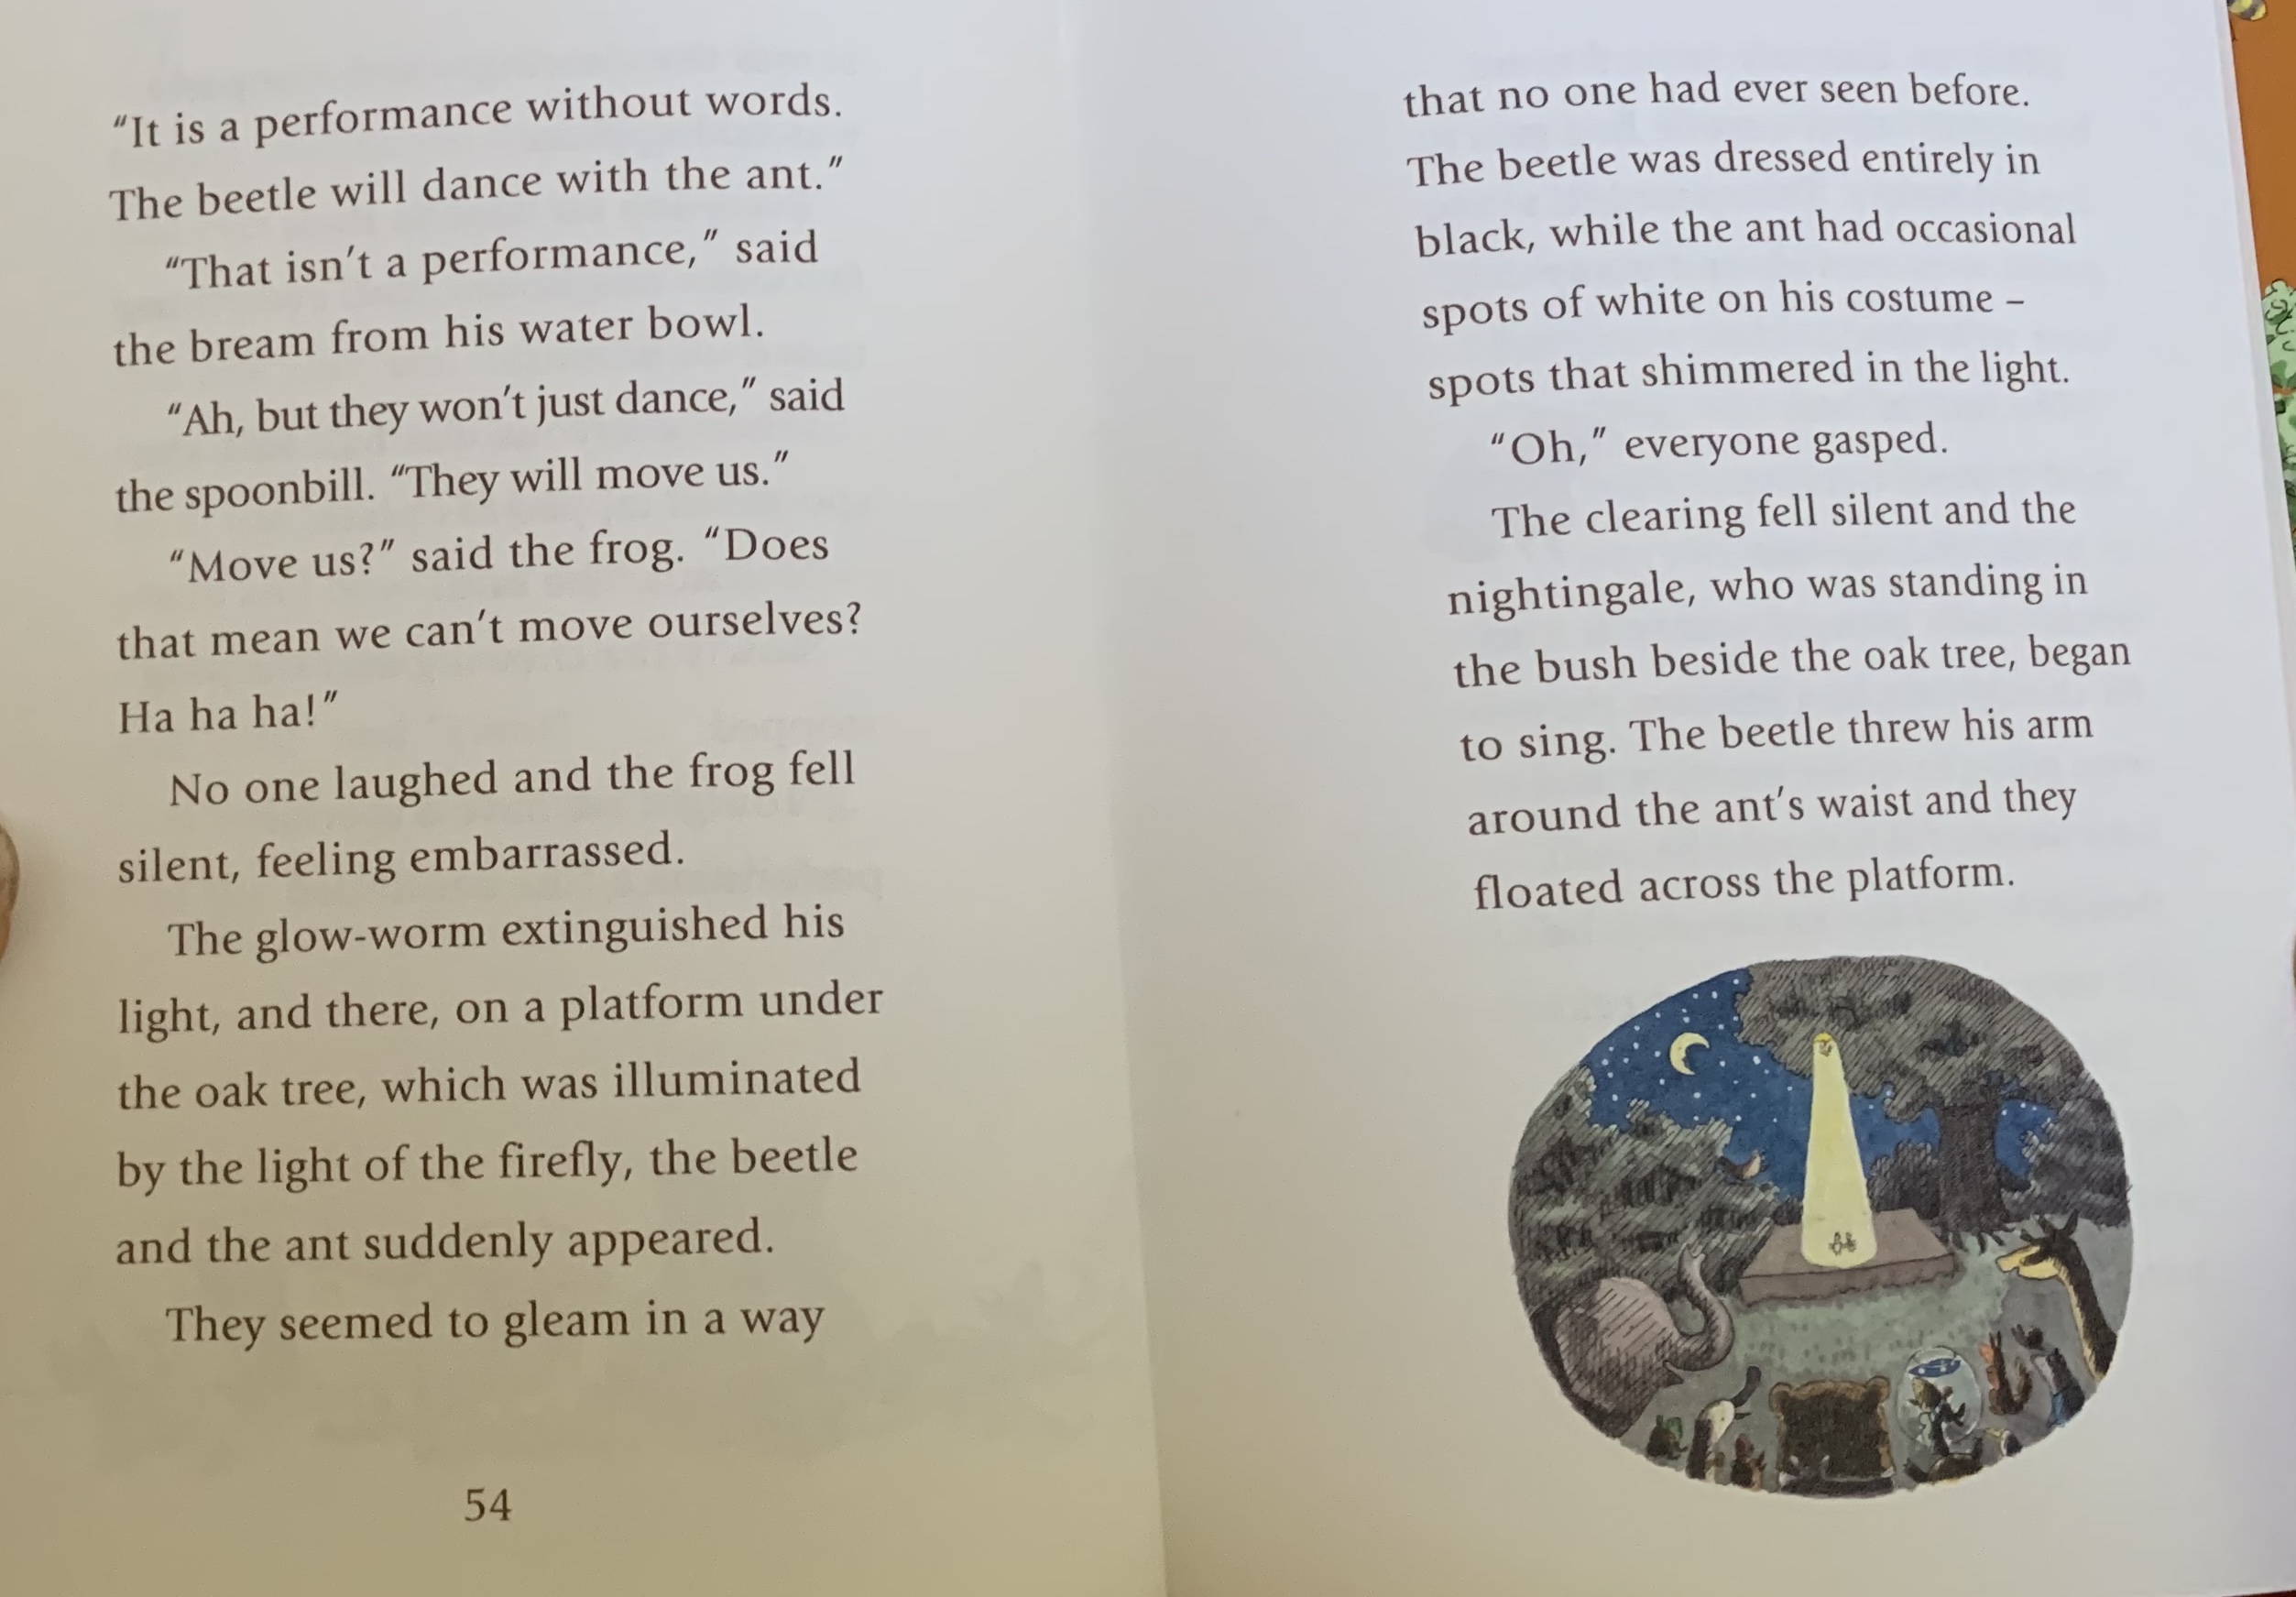 “It is a performance without words.
The beetle will dance with the ant.”
“That isn’t a performance,” said
the bream from his water bowl.
“Ah, but they won’t just dance,” said
the spoonbill. “They will move us.”
“Move us?” said the frog. “Does
that mean we can’t move ourselves?
Ha ha ha!”
No one laughed and the frog fell
silent, feeling embarrassed.
The glow-worm extinguished his
light, and there, on a platform under
the oak tree, which was illuminated
by the light of the firefly, the beetle
and the ant suddenly appeared.
They seemed to gleam in a way
54
that no one had ever seen before.
The beetle was dressed entirely in
black, while the ant had occasional
spots of white on his costume –
spots that shimmered in the light.
“Oh,” everyone gasped.
The clearing fell silent and the
nightingale, who was standing in
the bush beside the oak tree, began
to sing. The beetle threw his arm
around the ant’s waist and they
floated across the platform.